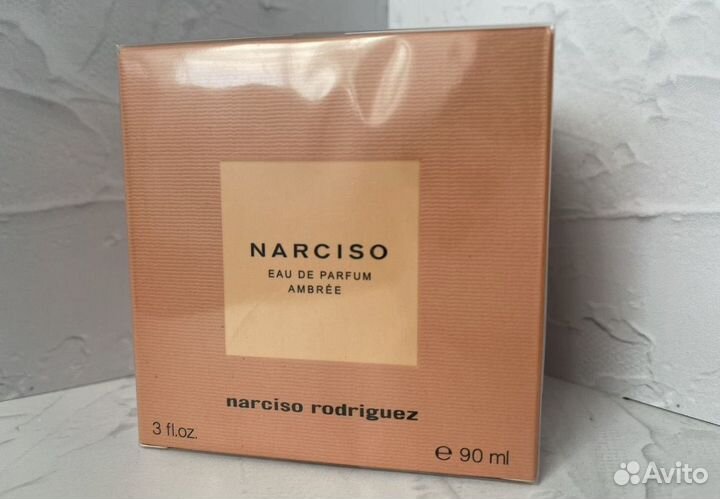 NARCISO
EAU DE PARFUM
AMBRÉE
narciso rodriguez
3 fl.oz.
℮ 90 ml
Avito